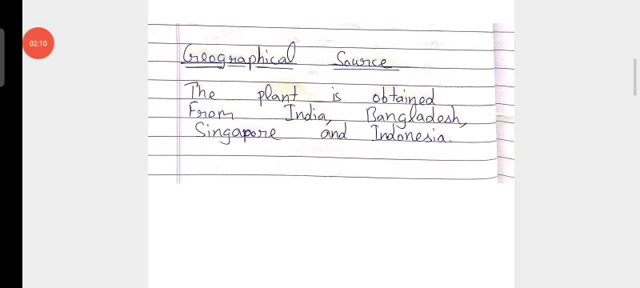 02:10
Geographical Source
The plant is obtained
From India, Bangladesh,
Singapore and Indonesia.